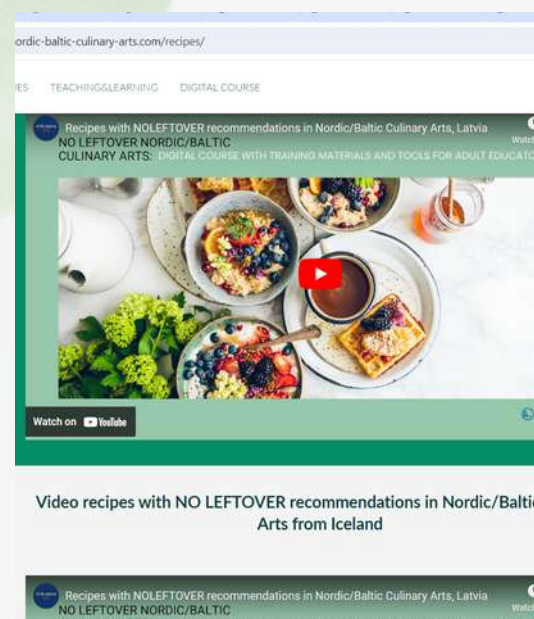 ordic-baltic-culinary-arts.com/recipes/
IES TEACHING&LEARNING DIGITAL COURSE
Recipes with NOLEFTOVER recommendations in Nordic/Baltic Culinary Arts, Latvia
Watch
NO LEFTOVER NORDIC/BALTIC
CULINARY ARTS: DIGITAL COURSE WITH TRAINING MATERIALS AND TOOLS FOR ADULT EDUCATO
Watch on YouTube
Video recipes with NO LEFTOVER recommendations in Nordic/Balti
Arts from Iceland
Recipes with NOLEFTOVER recommendations in Nordic/Baltic Culinary Arts, Latvia
Watch
NO LEFTOVER NORDIC/BALTIC